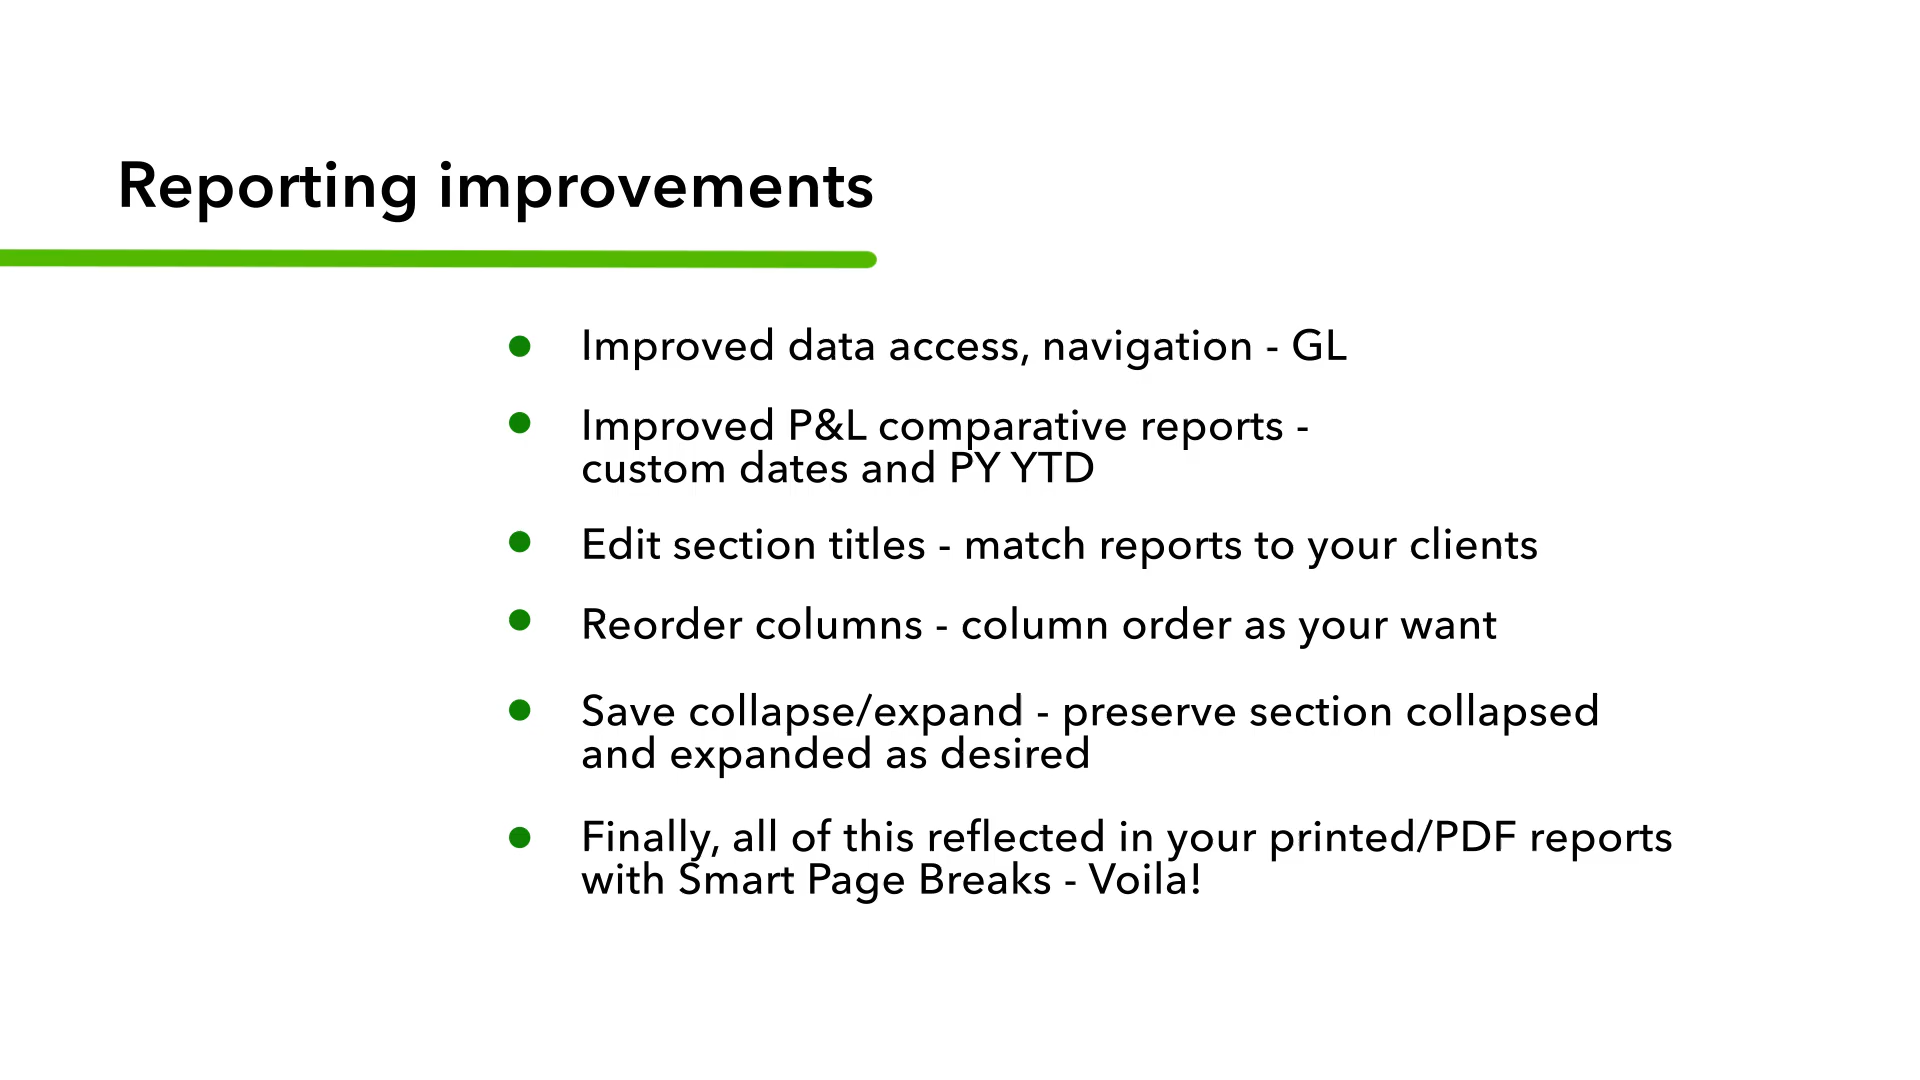 Reporting improvements
Improved data access, navigation - GL
Improved P&L comparative reports -
custom dates and PY YTD
Edit section titles - match reports to your clients
Reorder columns - column order as your want
Save collapse/expand - preserve section collapsed
and expanded as desired
Finally, all of this reflected in your printed/PDF reports
with Smart Page Breaks - Voila!